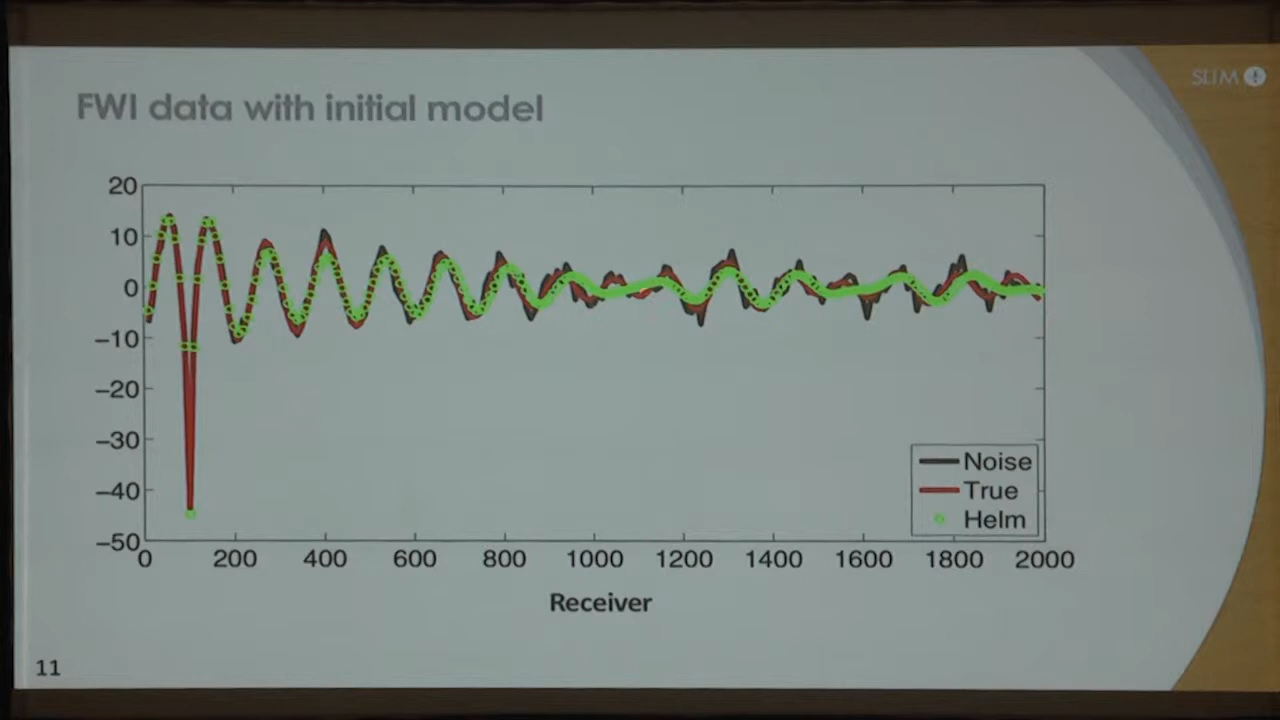 SLIM
FWI data with initial model
20
10
0
−10
−20
−30
−40
−50
Noise
True
Helm
0 200 400 600 800 1000 1200 1400 1600 1800 2000
Receiver
11